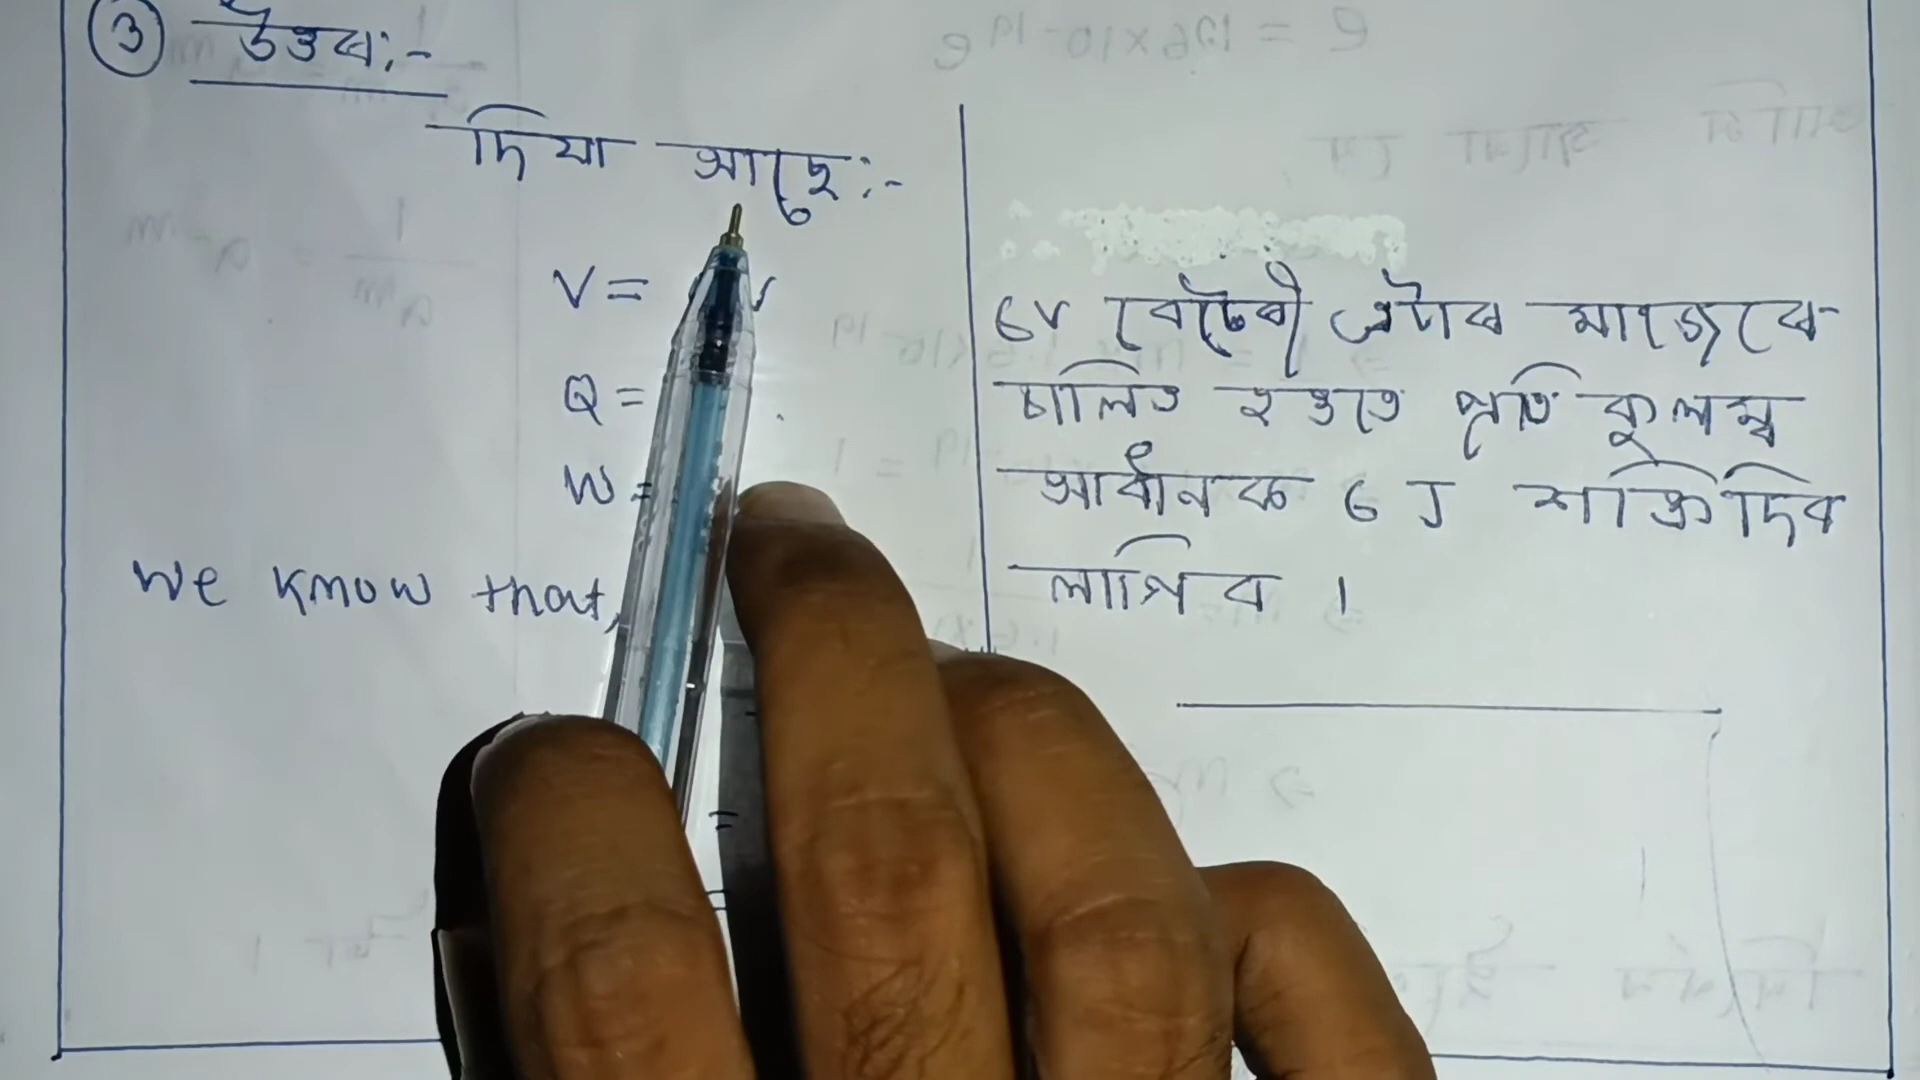 ③ উত্তৰ:-
দিয়া আছে:-
V =
Q =
W =
We know that,
6V বেটেৰী এটাৰ মাজেৰে
চালিত হওতে প্ৰতি কুলম্ব
আধানক 6 J শক্তি দিব
লাগিব ।